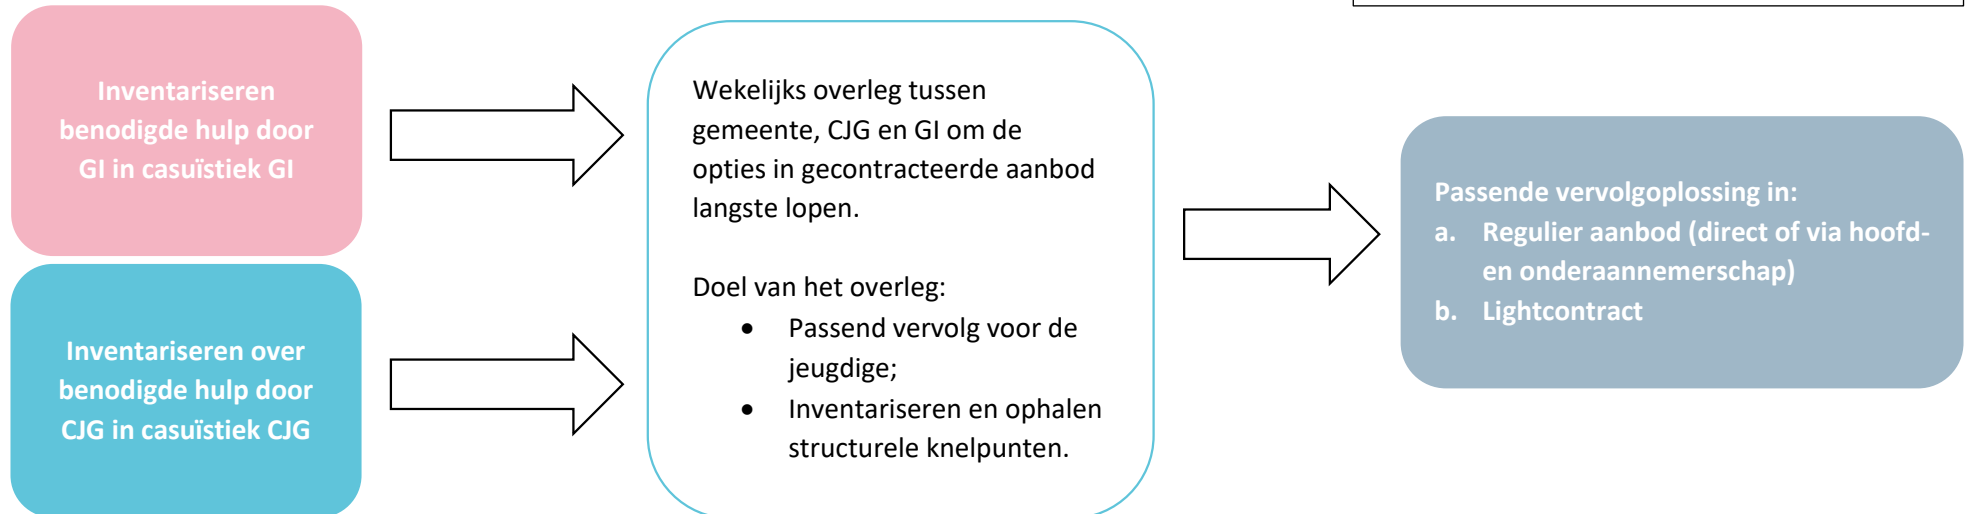 Inventariseren
benodigde hulp door
GI in casuïstiek GI
Inventariseren over
benodigde hulp door
CJG in casuïstiek CJG
Wekelijks overleg tussen
gemeente, CJG en GI om de
opties in gecontracteerde aanbod
langste lopen.
Doel van het overleg:
• Passend vervolg voor de
jeugdige;
• Inventariseren en ophalen
structurele knelpunten.
Passende vervolgoplossing in:
a. Regulier aanbod (direct of via hoofd-
en onderaannemerschap)
b. Lightcontract